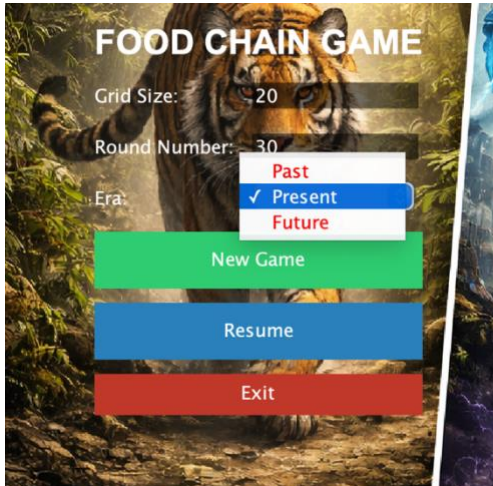 FOOD CHAIN GAME
Grid Size: 20
Round Number: 30
Past
Era: ✓ Present
Future
New Game
Resume
Exit